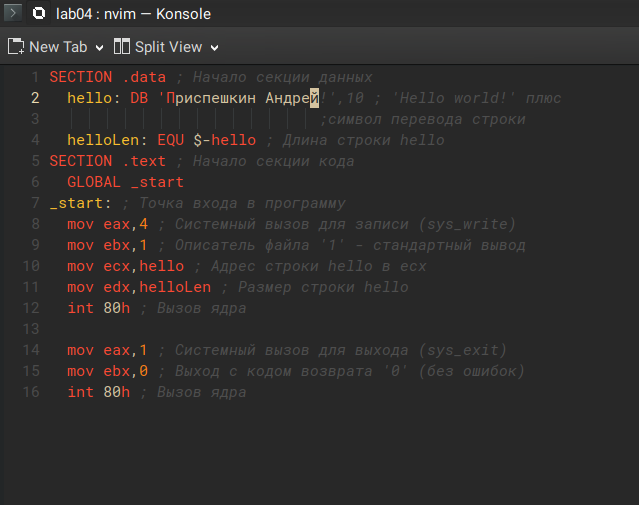 lab04 : nvim — Konsole
New Tab Split View
1 SECTION .data ; Начало секции данных
2 hello: DB 'Приспешкин Андрей!',10 ; 'Hello world!' плюс
3 ;символ перевода строки
4 helloLen: EQU $-hello ; Длина строки hello
5 SECTION .text ; Начало секции кода
6 GLOBAL _start
7 _start: ; Точка входа в программу
8 mov eax,4 ; Системный вызов для записи (sys_write)
9 mov ebx,1 ; Описатель файла '1' - стандартный вывод
10 mov ecx,hello ; Адрес строки hello в ecx
11 mov edx,helloLen ; Размер строки hello
12 int 80h ; Вызов ядра
13
14 mov eax,1 ; Системный вызов для выхода (sys_exit)
15 mov ebx,0 ; Выход с кодом возврата '0' (без ошибок)
16 int 80h ; Вызов ядра